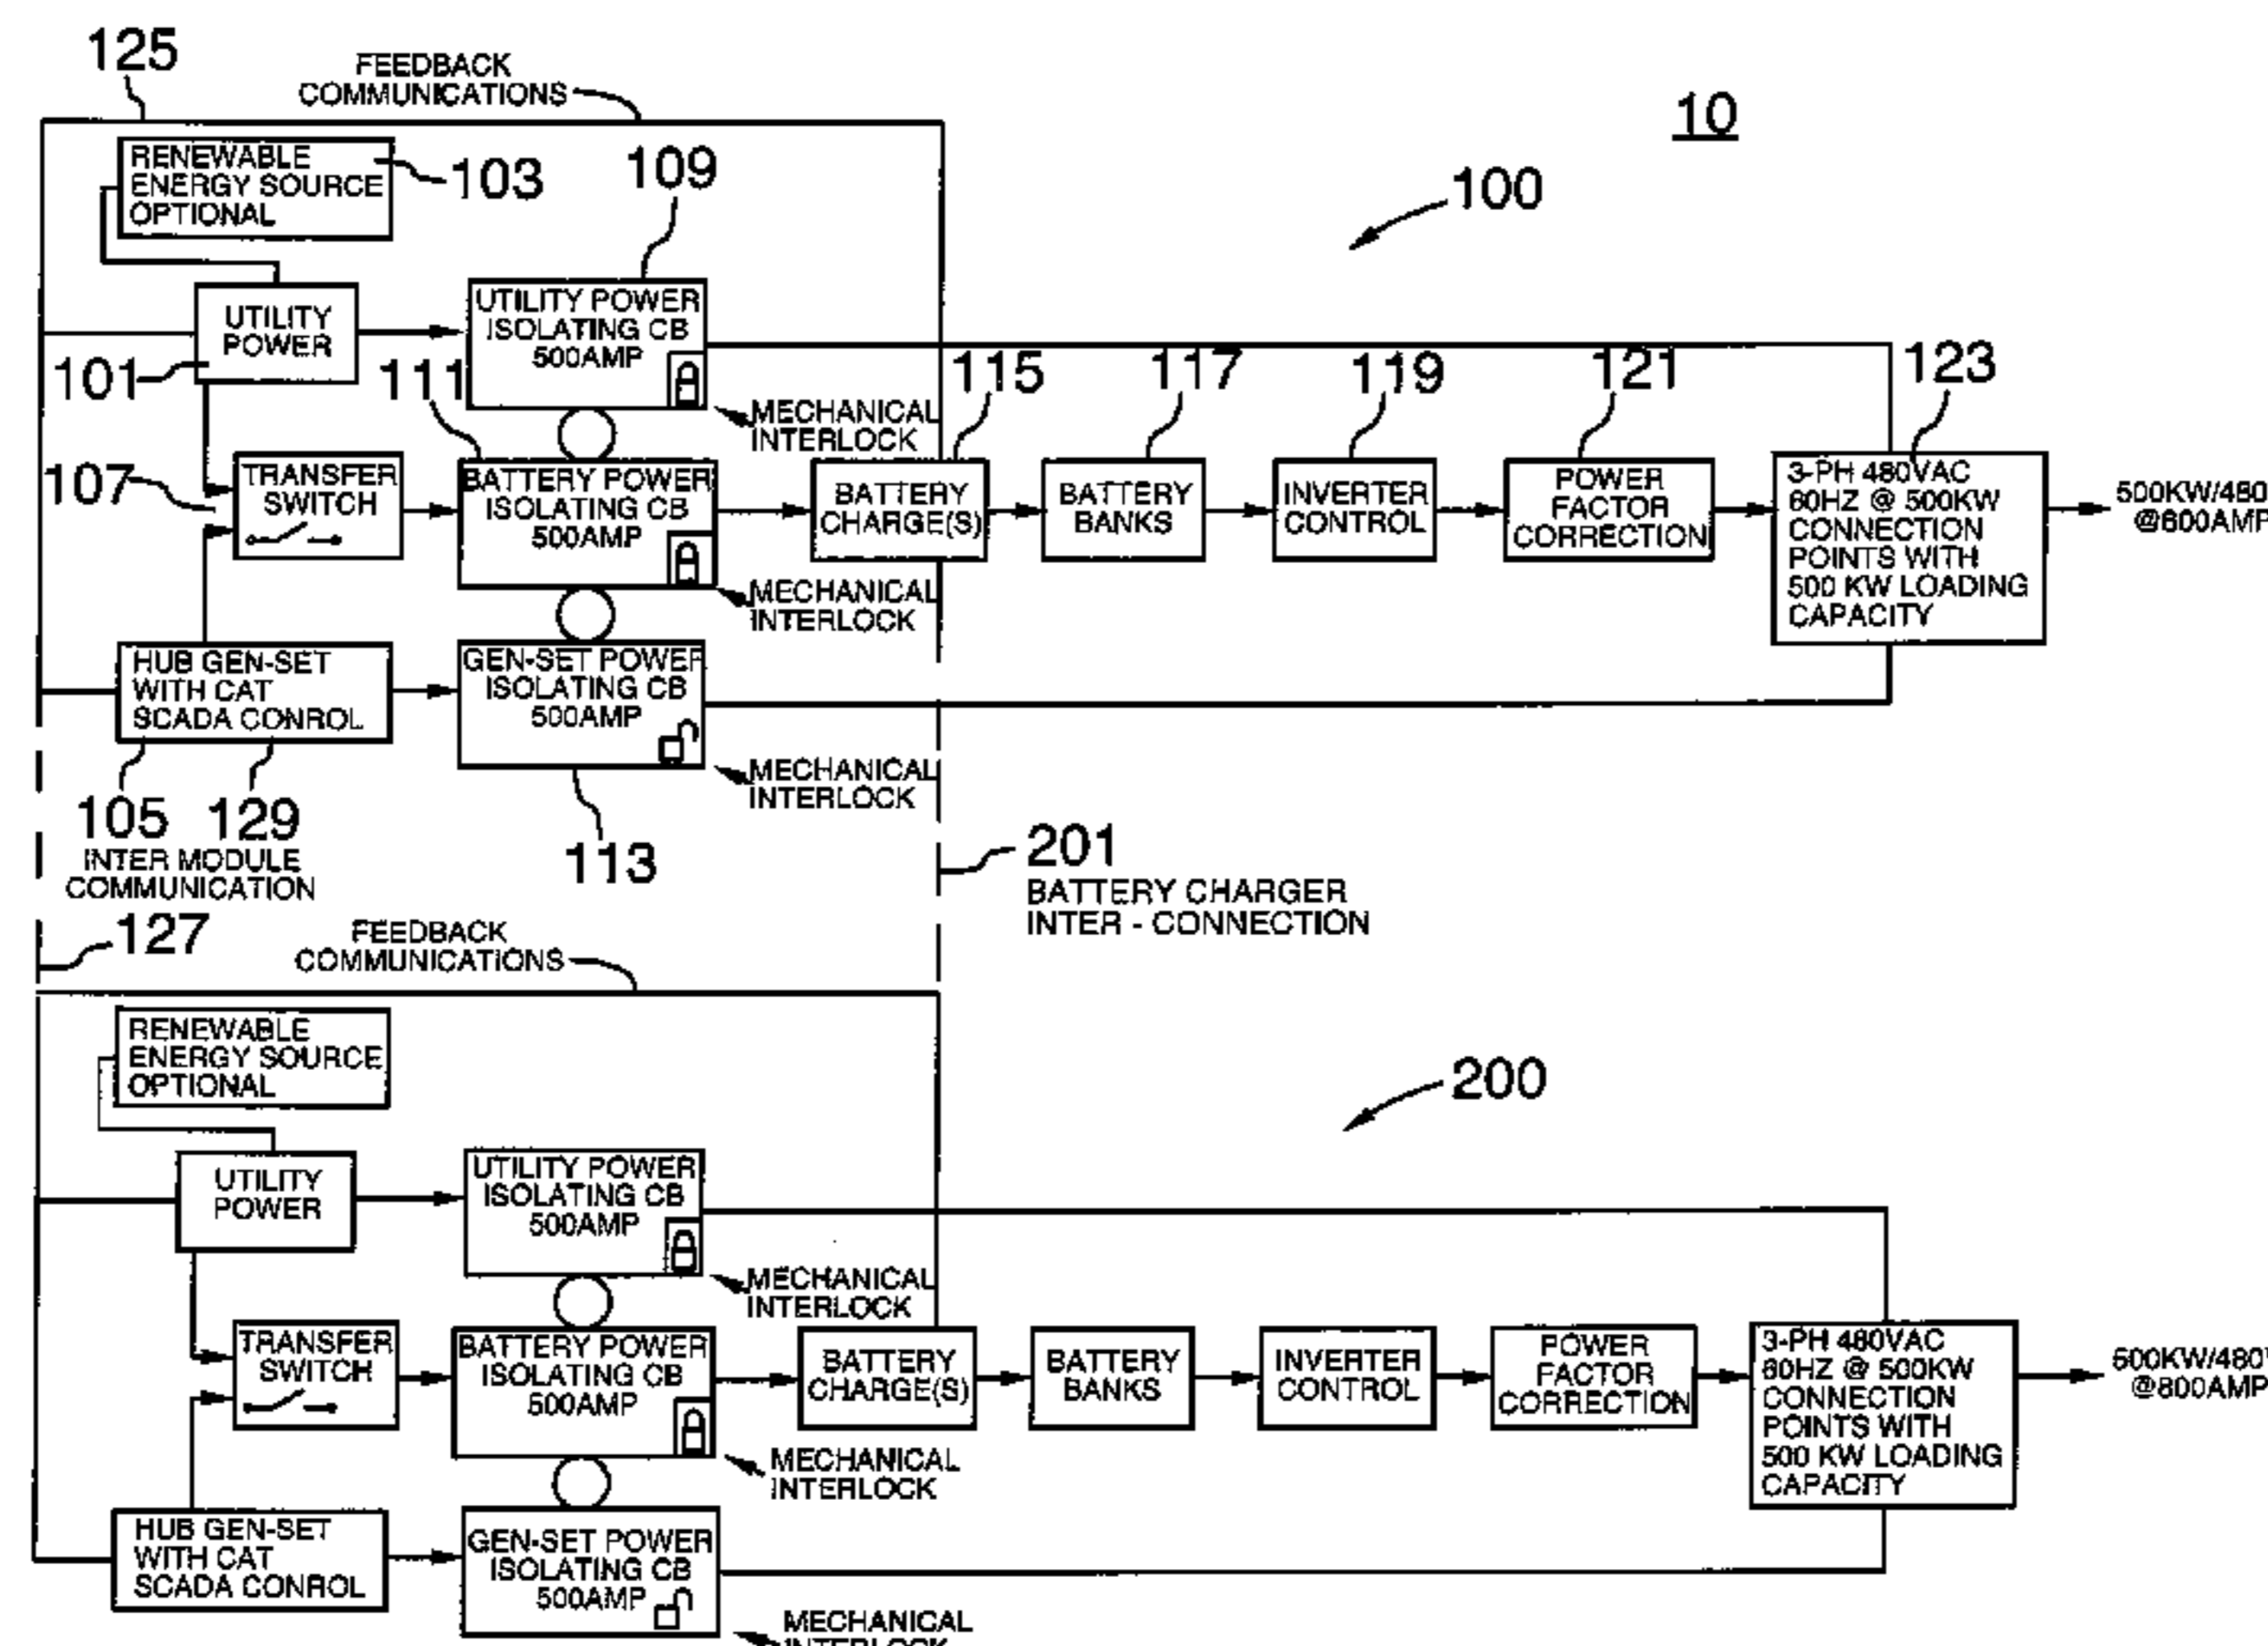 125
FEEDBACK
COMMUNICATIONS
10
RENEWABLE
ENERGY SOURCE
OPTIONAL
103
109
100
UTILITY
POWER
101
UTILITY POWER
ISOLATING CB
500AMP
111
MECHANICAL
INTERLOCK
115
117
119
121
123
107
TRANSFER
SWITCH
BATTERY POWER
ISOLATING CB
500AMP
MECHANICAL
INTERLOCK
BATTERY
CHARGE(S)
BATTERY
BANKS
INVERTER
CONTROL
POWER
FACTOR
CORRECTION
3-PH 480VAC
60HZ @ 500KW
CONNECTION
POINTS WITH
500 KW LOADING
CAPACITY
500KW/480
@600AMP
HUB GEN-SET
WITH CAT
SCADA CONROL
GEN-SET POWER
ISOLATING CB
500AMP
MECHANICAL
INTERLOCK
105
129
113
INTER MODULE
COMMUNICATION
127
201
BATTERY CHARGER
INTER - CONNECTION
FEEDBACK
COMMUNICATIONS
RENEWABLE
ENERGY SOURCE
OPTIONAL
200
UTILITY
POWER
UTILITY POWER
ISOLATING CB
500AMP
MECHANICAL
INTERLOCK
TRANSFER
SWITCH
BATTERY POWER
ISOLATING CB
500AMP
MECHANICAL
INTERLOCK
BATTERY
CHARGE(S)
BATTERY
BANKS
INVERTER
CONTROL
POWER
FACTOR
CORRECTION
3-PH 480VAC
60HZ @ 500KW
CONNECTION
POINTS WITH
500 KW LOADING
CAPACITY
@800AMP
HUB GEN-SET
WITH CAT
SCADA CONROL
GEN-SET POWER
ISOLATING CB
500AMP
MECHANICAL
INTERLOCK